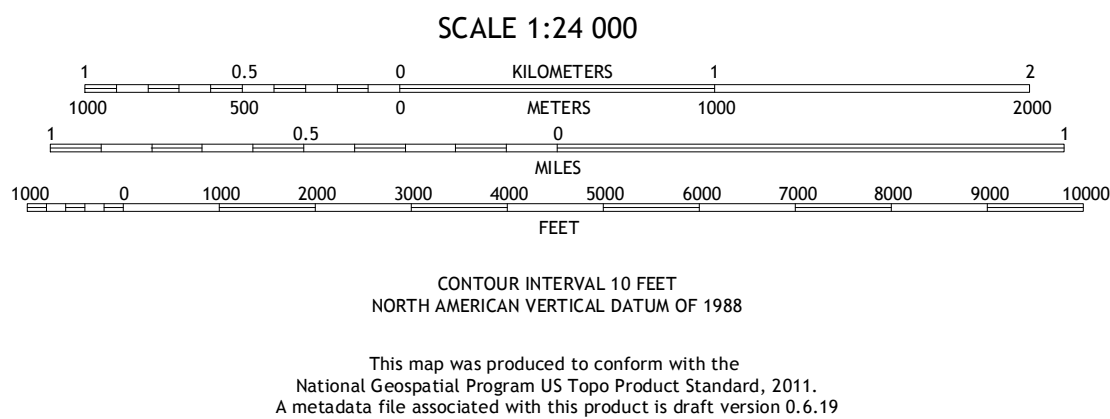 SCALE 1:24 000
1 0.5 0 KILOMETERS 1 2
1000 500 0 METERS 1000 2000
1 0.5 0 1
MILES
1000 0 1000 2000 3000 4000 5000 6000 7000 8000 9000 10000
FEET
CONTOUR INTERVAL 10 FEET
NORTH AMERICAN VERTICAL DATUM OF 1988
This map was produced to conform with the
National Geospatial Program US Topo Product Standard, 2011.
A metadata file associated with this product is draft version 0.6.19